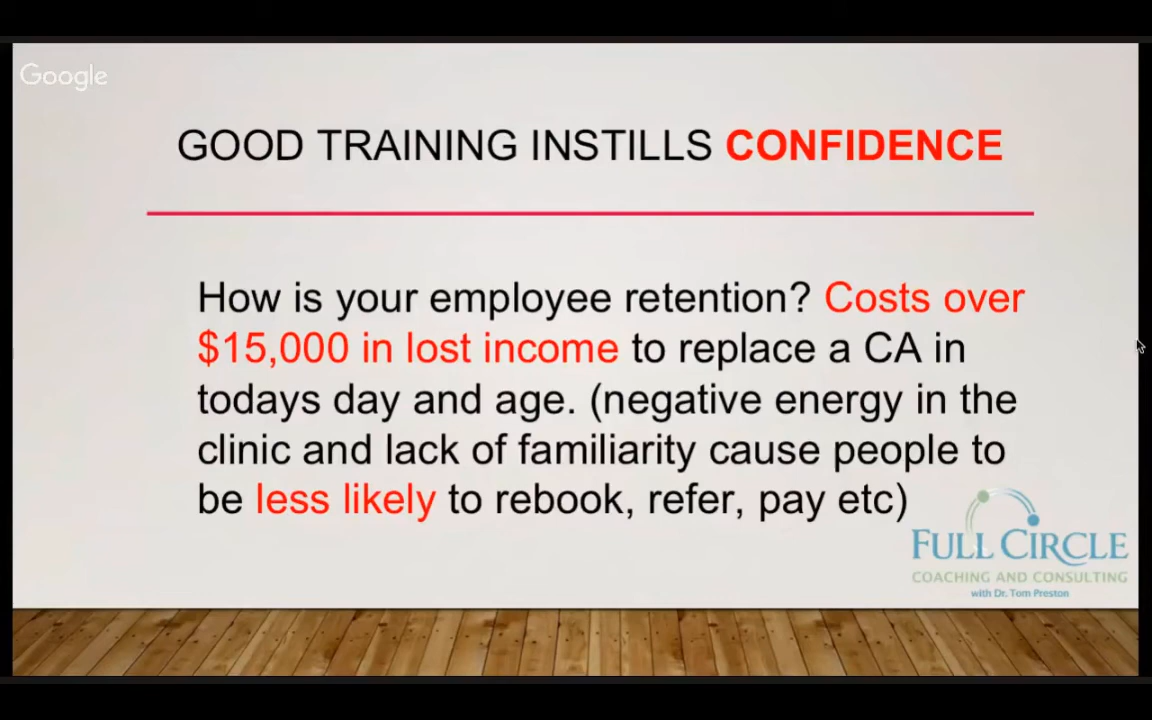 Google
GOOD TRAINING INSTILLS CONFIDENCE
How is your employee retention? Costs over
$15,000 in lost income to replace a CA in
todays day and age. (negative energy in the
clinic and lack of familiarity cause people to
be less likely to rebook, refer, pay etc)
FULL CIRCLE
COACHING AND CONSULTING
with Dr. Tom Preston